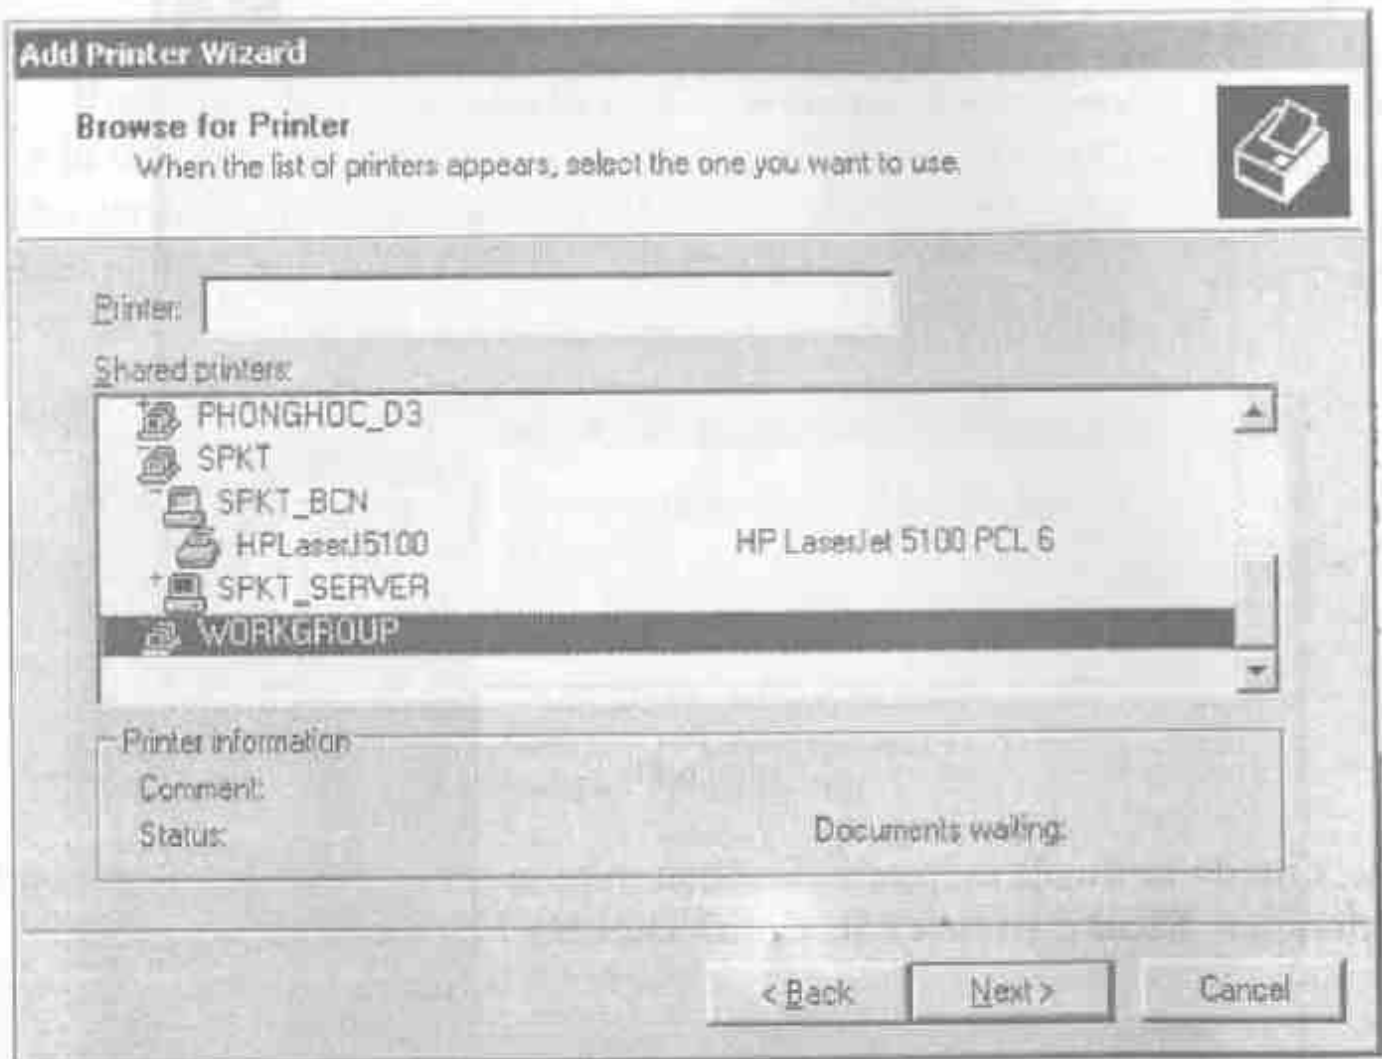 Add Printer Wizard
Browse for Printer
When the list of printers appears, select the one you want to use.
Printer:
Shared printers:
PHONGHOC_D3
SPKT
SPKT_BCN
HPLaserJ5100 HP LaserJet 5100 PCL 6
SPKT_SERVER
WORKGROUP
Printer information
Comment:
Status: Documents waiting:
< Back Next > Cancel